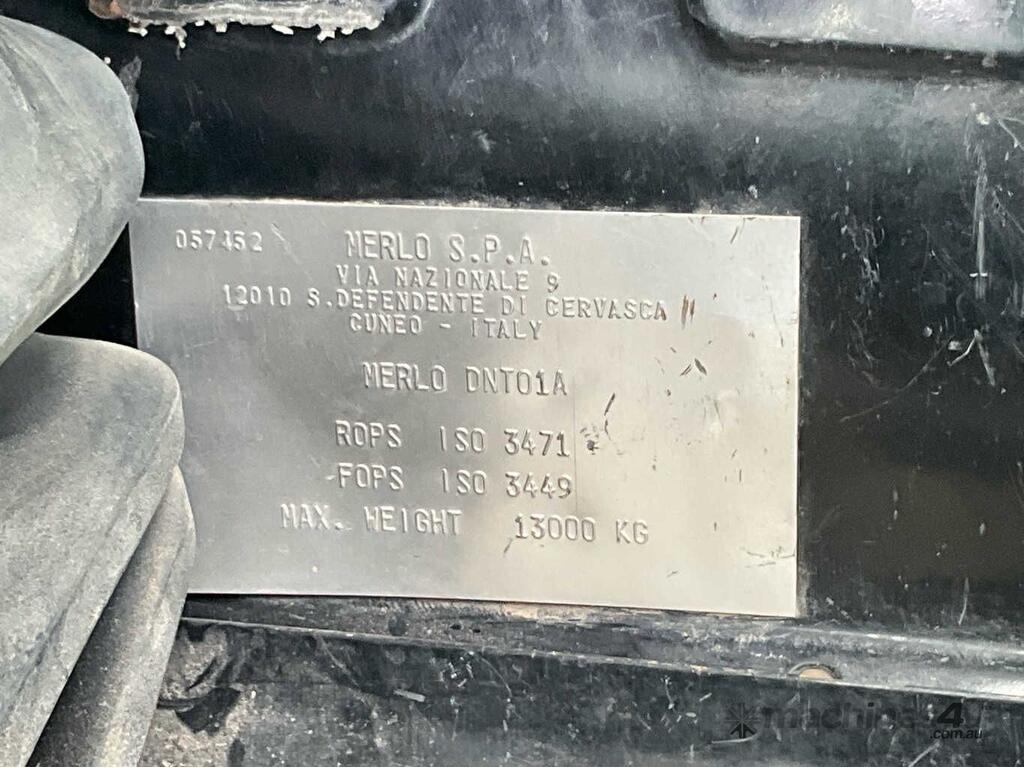 057452 MERLO S.P.A.
VIA NAZIONALE 9
12010 S.DEFENDENTE DI CERVASCA
CUNEO - ITALY
MERLO DNT01A
ROPS ISO 3471
FOPS ISO 3449
MAX. WEIGHT 13000 KG
machines4u
.com.au